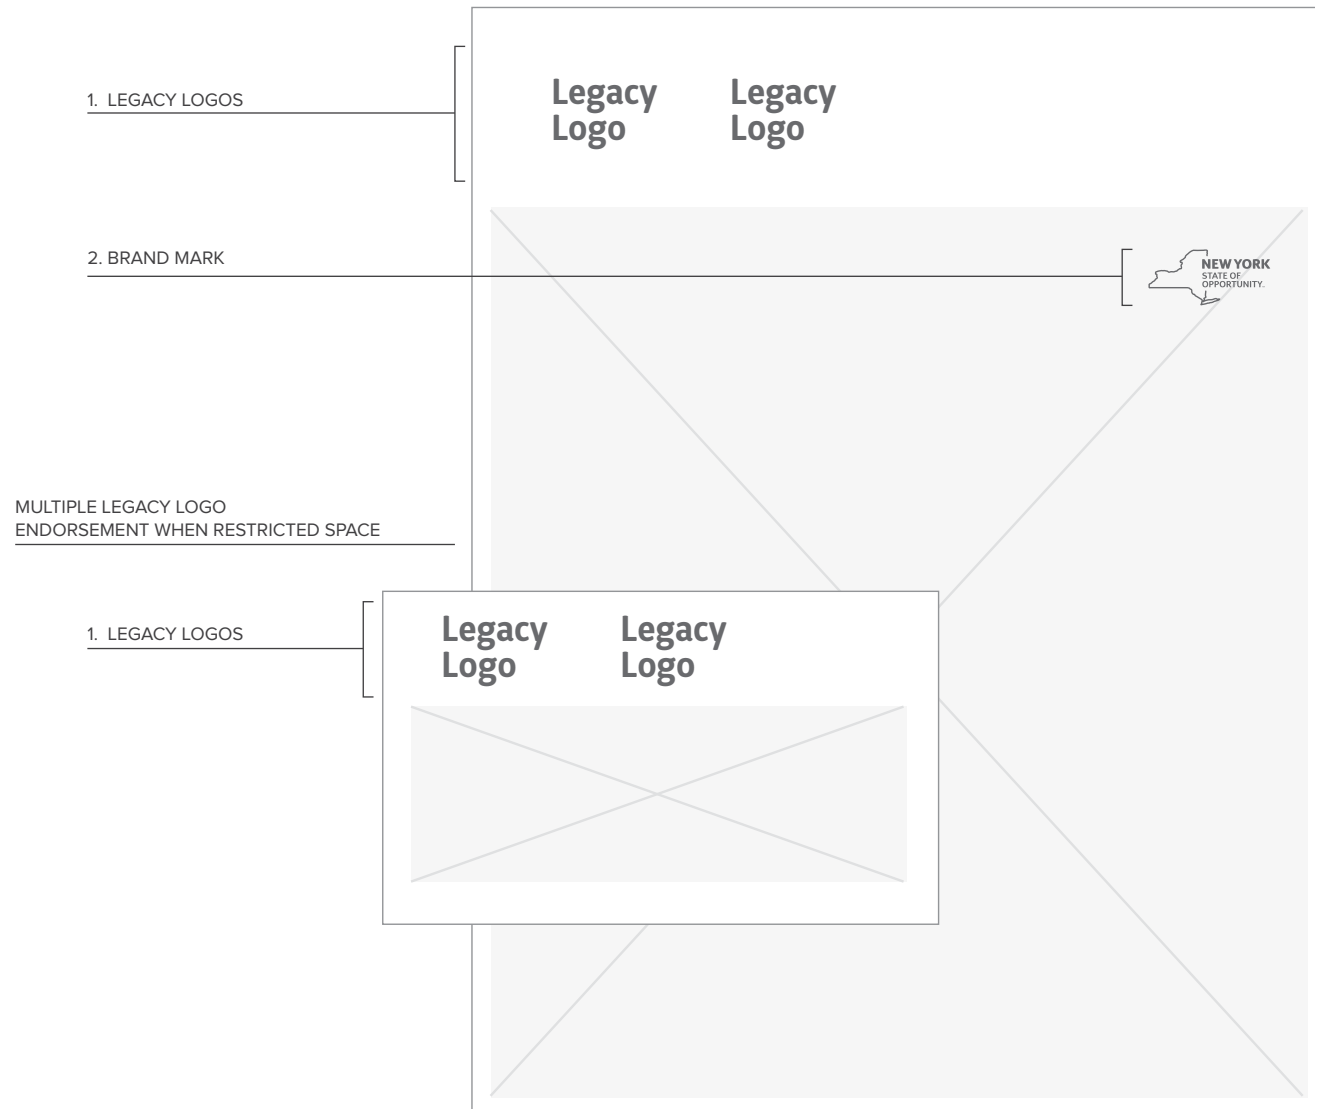 1. LEGACY LOGOS
Legacy Legacy
Logo Logo
2. BRAND MARK
NEW YORK
STATE OF
OPPORTUNITY™
MULTIPLE LEGACY LOGO
ENDORSEMENT WHEN RESTRICTED SPACE
1. LEGACY LOGOS
Legacy Legacy
Logo Logo